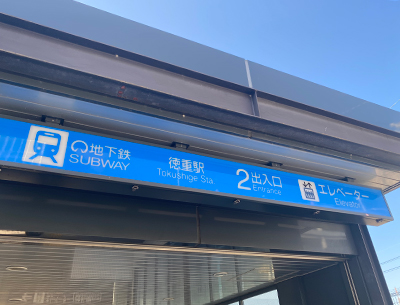 地下鉄
SUBWAY
徳重駅
Tokushige Sta.
2 出入口
Entrance
エレベーター
Elevator